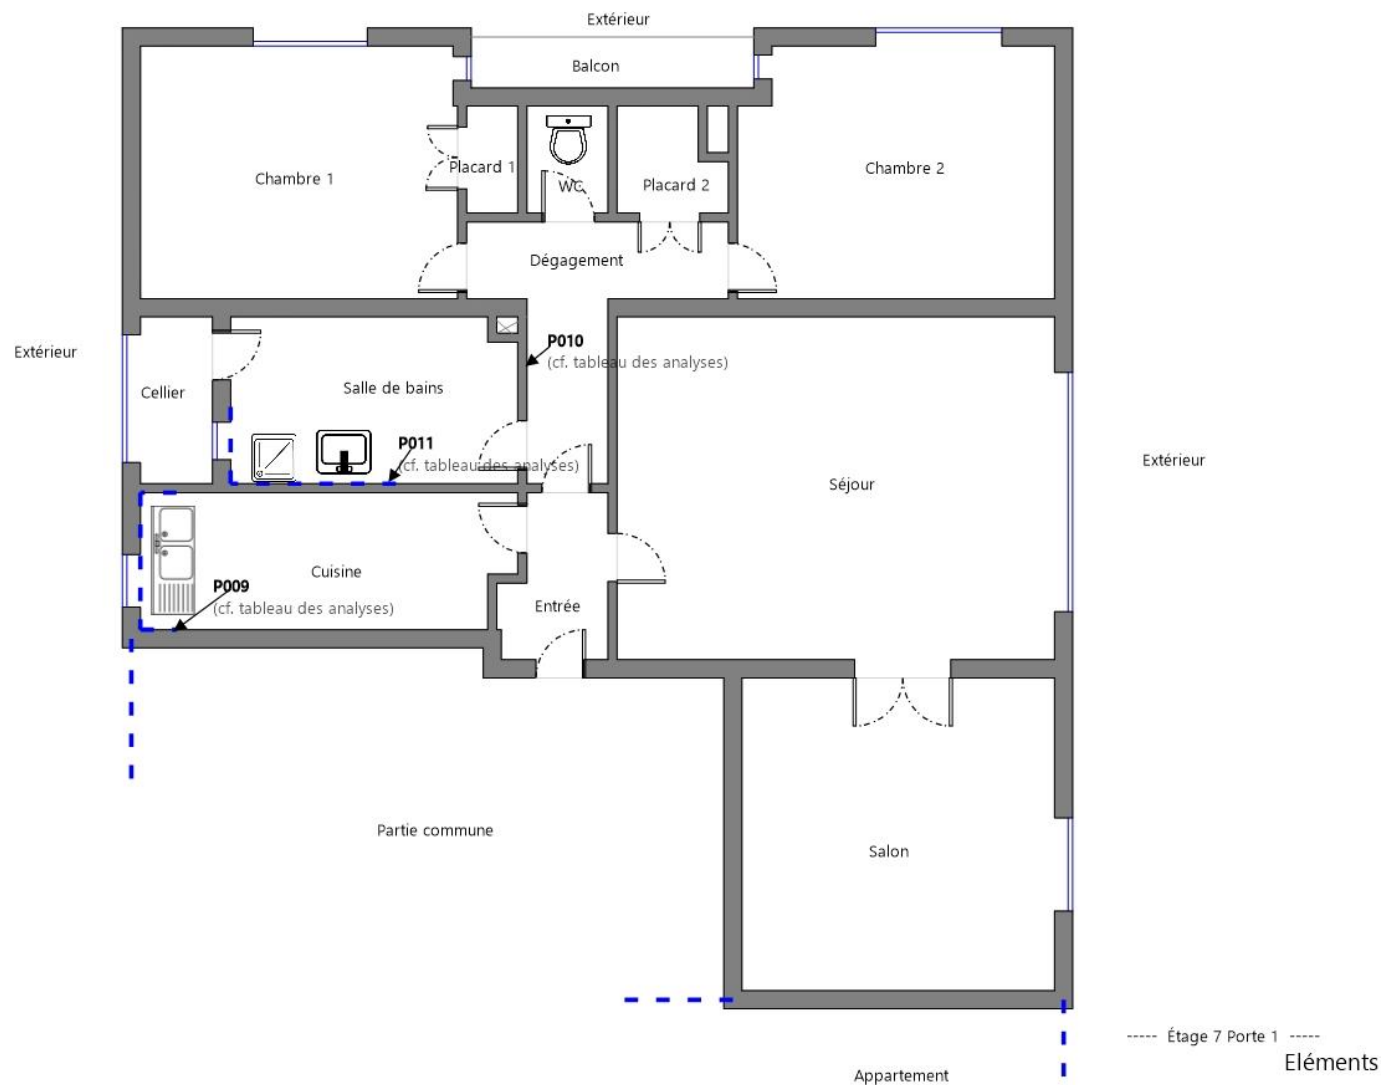 Extérieur
Balcon
Chambre 1
Placard 1
WC
Placard 2
Chambre 2
Dégagement
Extérieur
P010
(cf. tableau des analyses)
Cellier
Salle de bains
P011
(cf. tableau des analyses)
Extérieur
Séjour
Cuisine
P009
(cf. tableau des analyses)
Entrée
Partie commune
Salon
----- Étage 7 Porte 1 -----
Eléments
Appartement